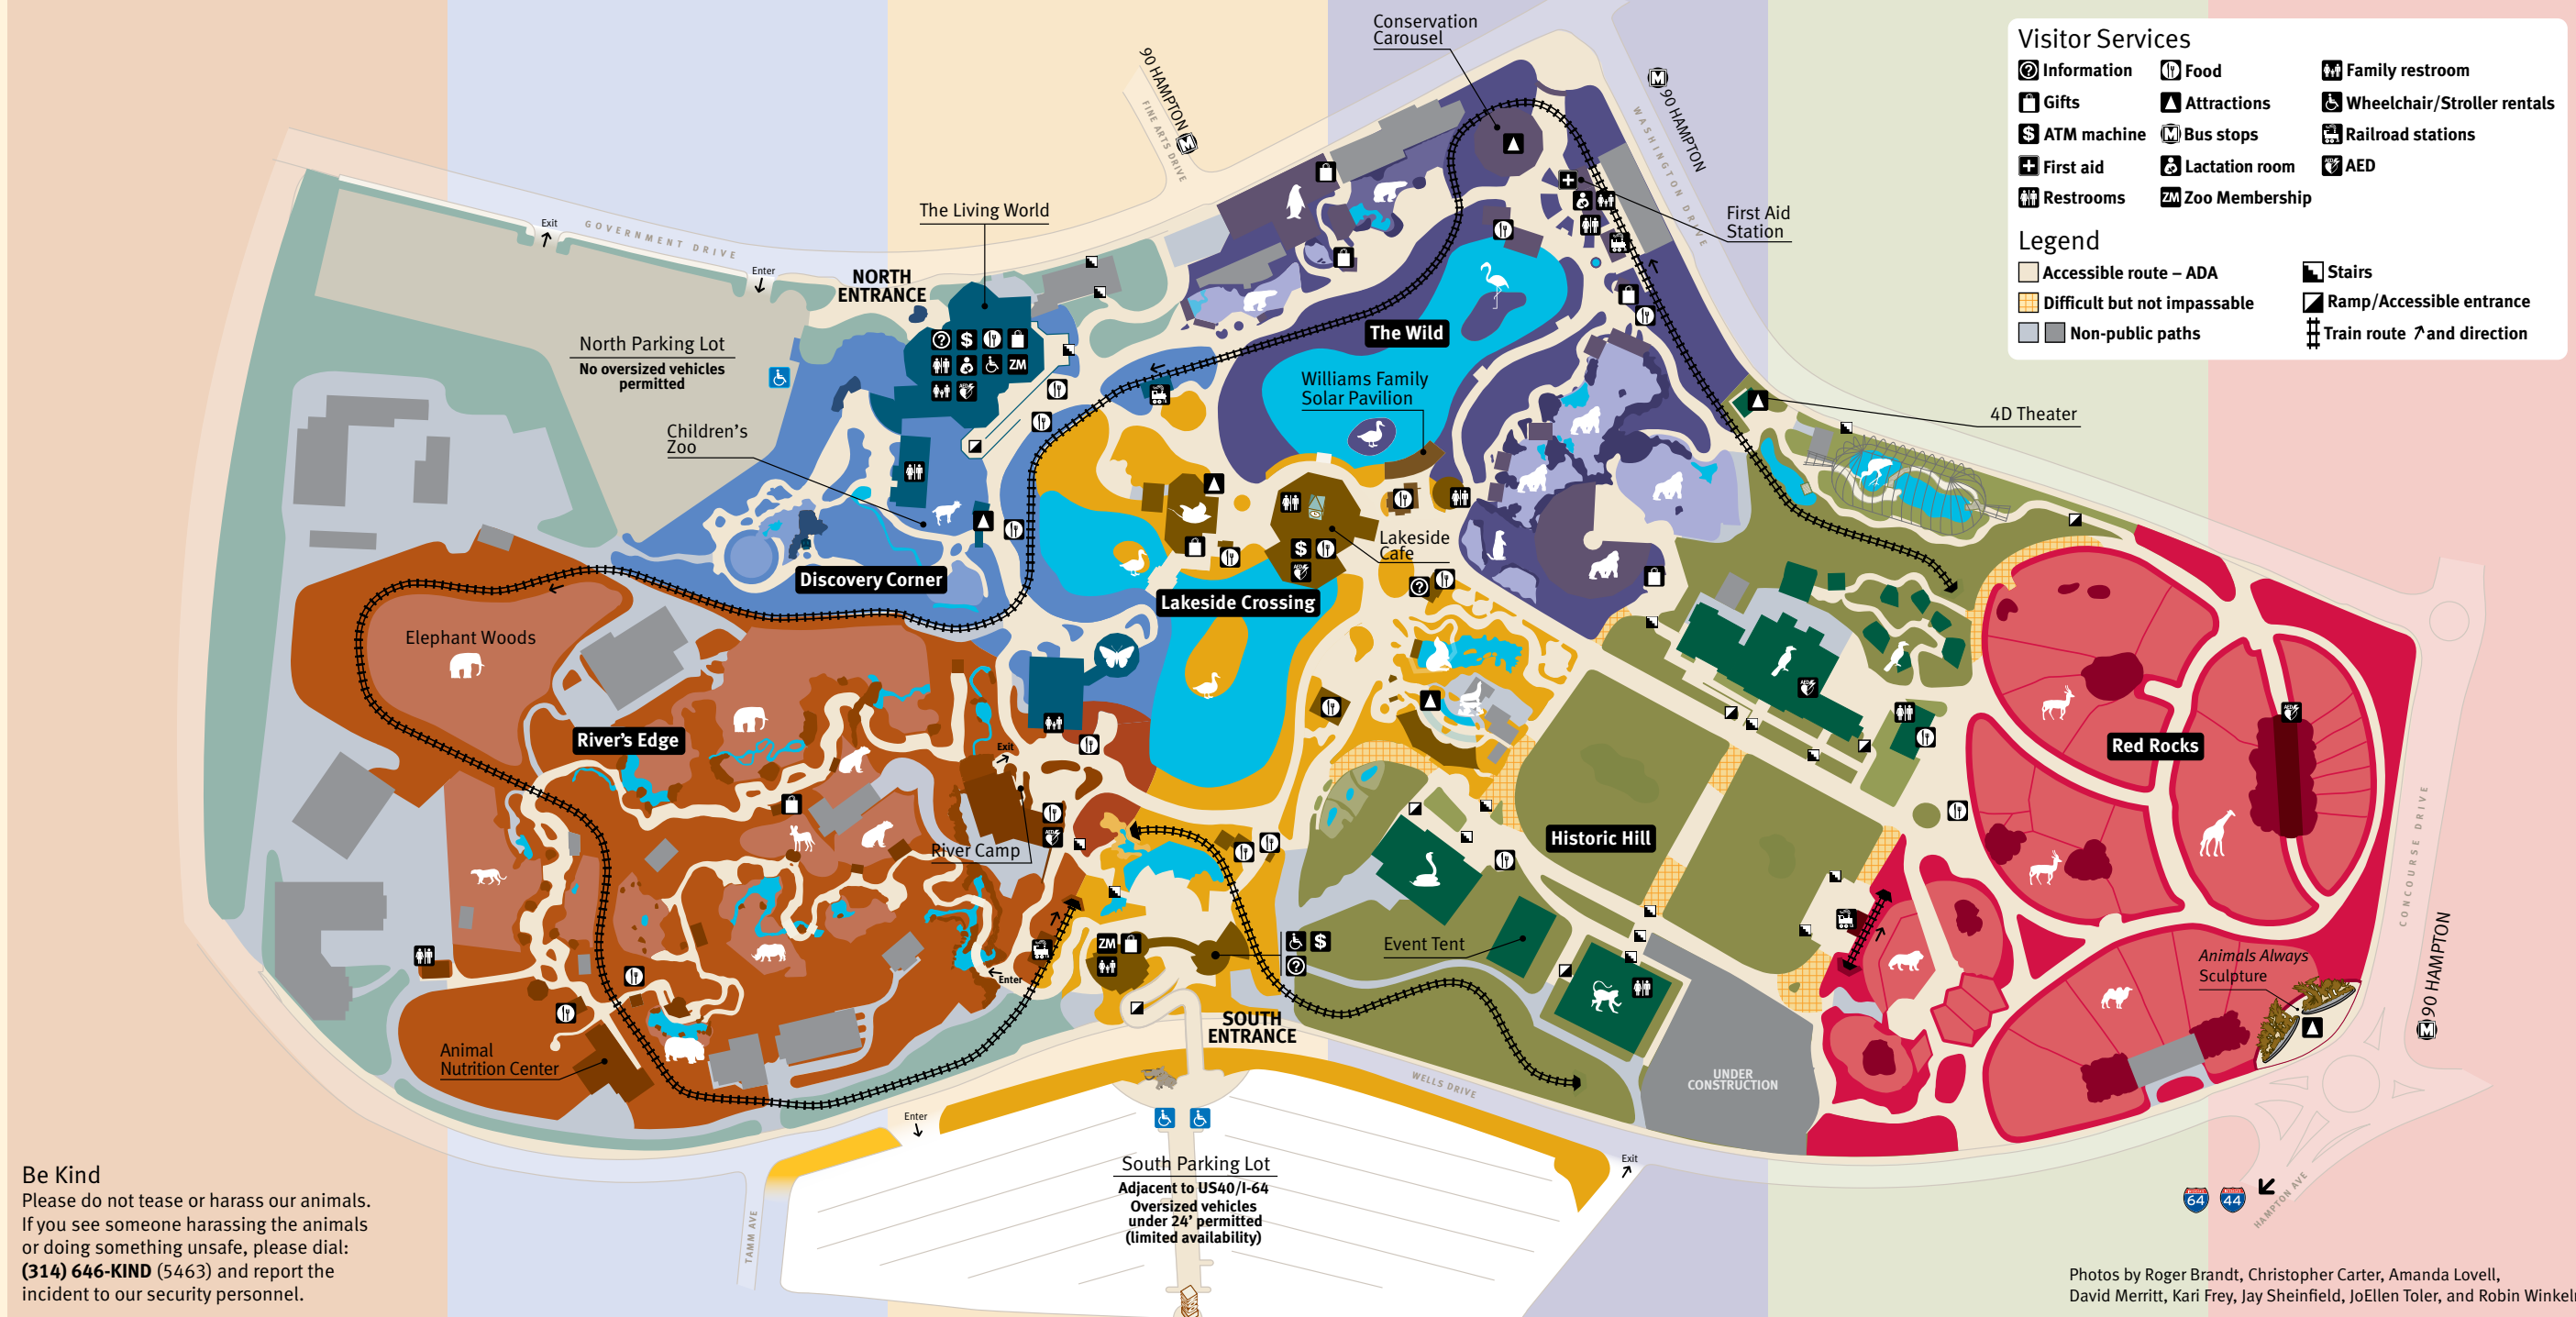 Conservation
Carousel
90 HAMPTON
FINE ARTS DRIVE
90 HAMPTON
WASHINGTON DRIVE
Visitor Services
Information
Food
Family restroom
Gifts
Attractions
Wheelchair/Stroller rentals
$ ATM machine
M Bus stops
Railroad stations
First aid
Lactation room
AED
Restrooms
ZM Zoo Membership
Legend
Accessible route – ADA
Stairs
Difficult but not impassable
Ramp/Accessible entrance
Non-public paths
Train route and direction
The Living World
First Aid
Station
Exit
GOVERNMENT DRIVE
Enter
NORTH
ENTRANCE
North Parking Lot
No oversized vehicles
permitted
The Wild
Williams Family
Solar Pavilion
4D Theater
Children's
Zoo
Lakeside
Cafe
Discovery Corner
Lakeside Crossing
Elephant Woods
River's Edge
Exit
River Camp
Red Rocks
Historic Hill
CONCOURSE DRIVE
90 HAMPTON
Event Tent
Animals Always
Sculpture
Enter
SOUTH
ENTRANCE
Animal
Nutrition Center
WELLS DRIVE
UNDER
CONSTRUCTION
Enter
Exit
South Parking Lot
Adjacent to US40/I-64
Oversized vehicles
under 24' permitted
(limited availability)
TAMM AVE
64 44
HAMPTON AVE
Be Kind
Please do not tease or harass our animals.
If you see someone harassing the animals
or doing something unsafe, please dial:
(314) 646-KIND (5463) and report the
incident to our security personnel.
Photos by Roger Brandt, Christopher Carter, Amanda Lovell,
David Merritt, Kari Frey, Jay Sheinfield, JoEllen Toler, and Robin